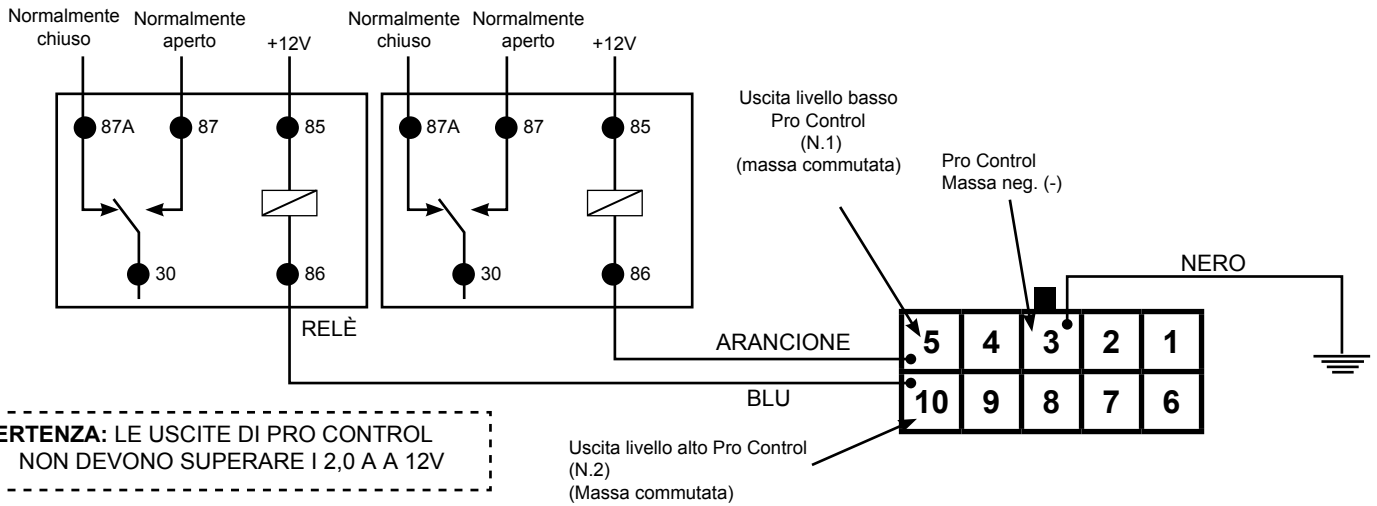 Normalmente
chiuso
Normalmente
aperto
+12V
Normalmente
chiuso
Normalmente
aperto
+12V
87A
87
85
87A
87
85
30
86
30
86
RELÈ
Uscita livello basso
Pro Control
(N.1)
(massa commutata)
Pro Control
Massa neg. (-)
NERO
ARANCIONE
BLU
5 4 3 2 1
10 9 8 7 6
Uscita livello alto Pro Control
(N.2)
(Massa commutata)
ERTENZA: LE USCITE DI PRO CONTROL
NON DEVONO SUPERARE I 2,0 A A 12V